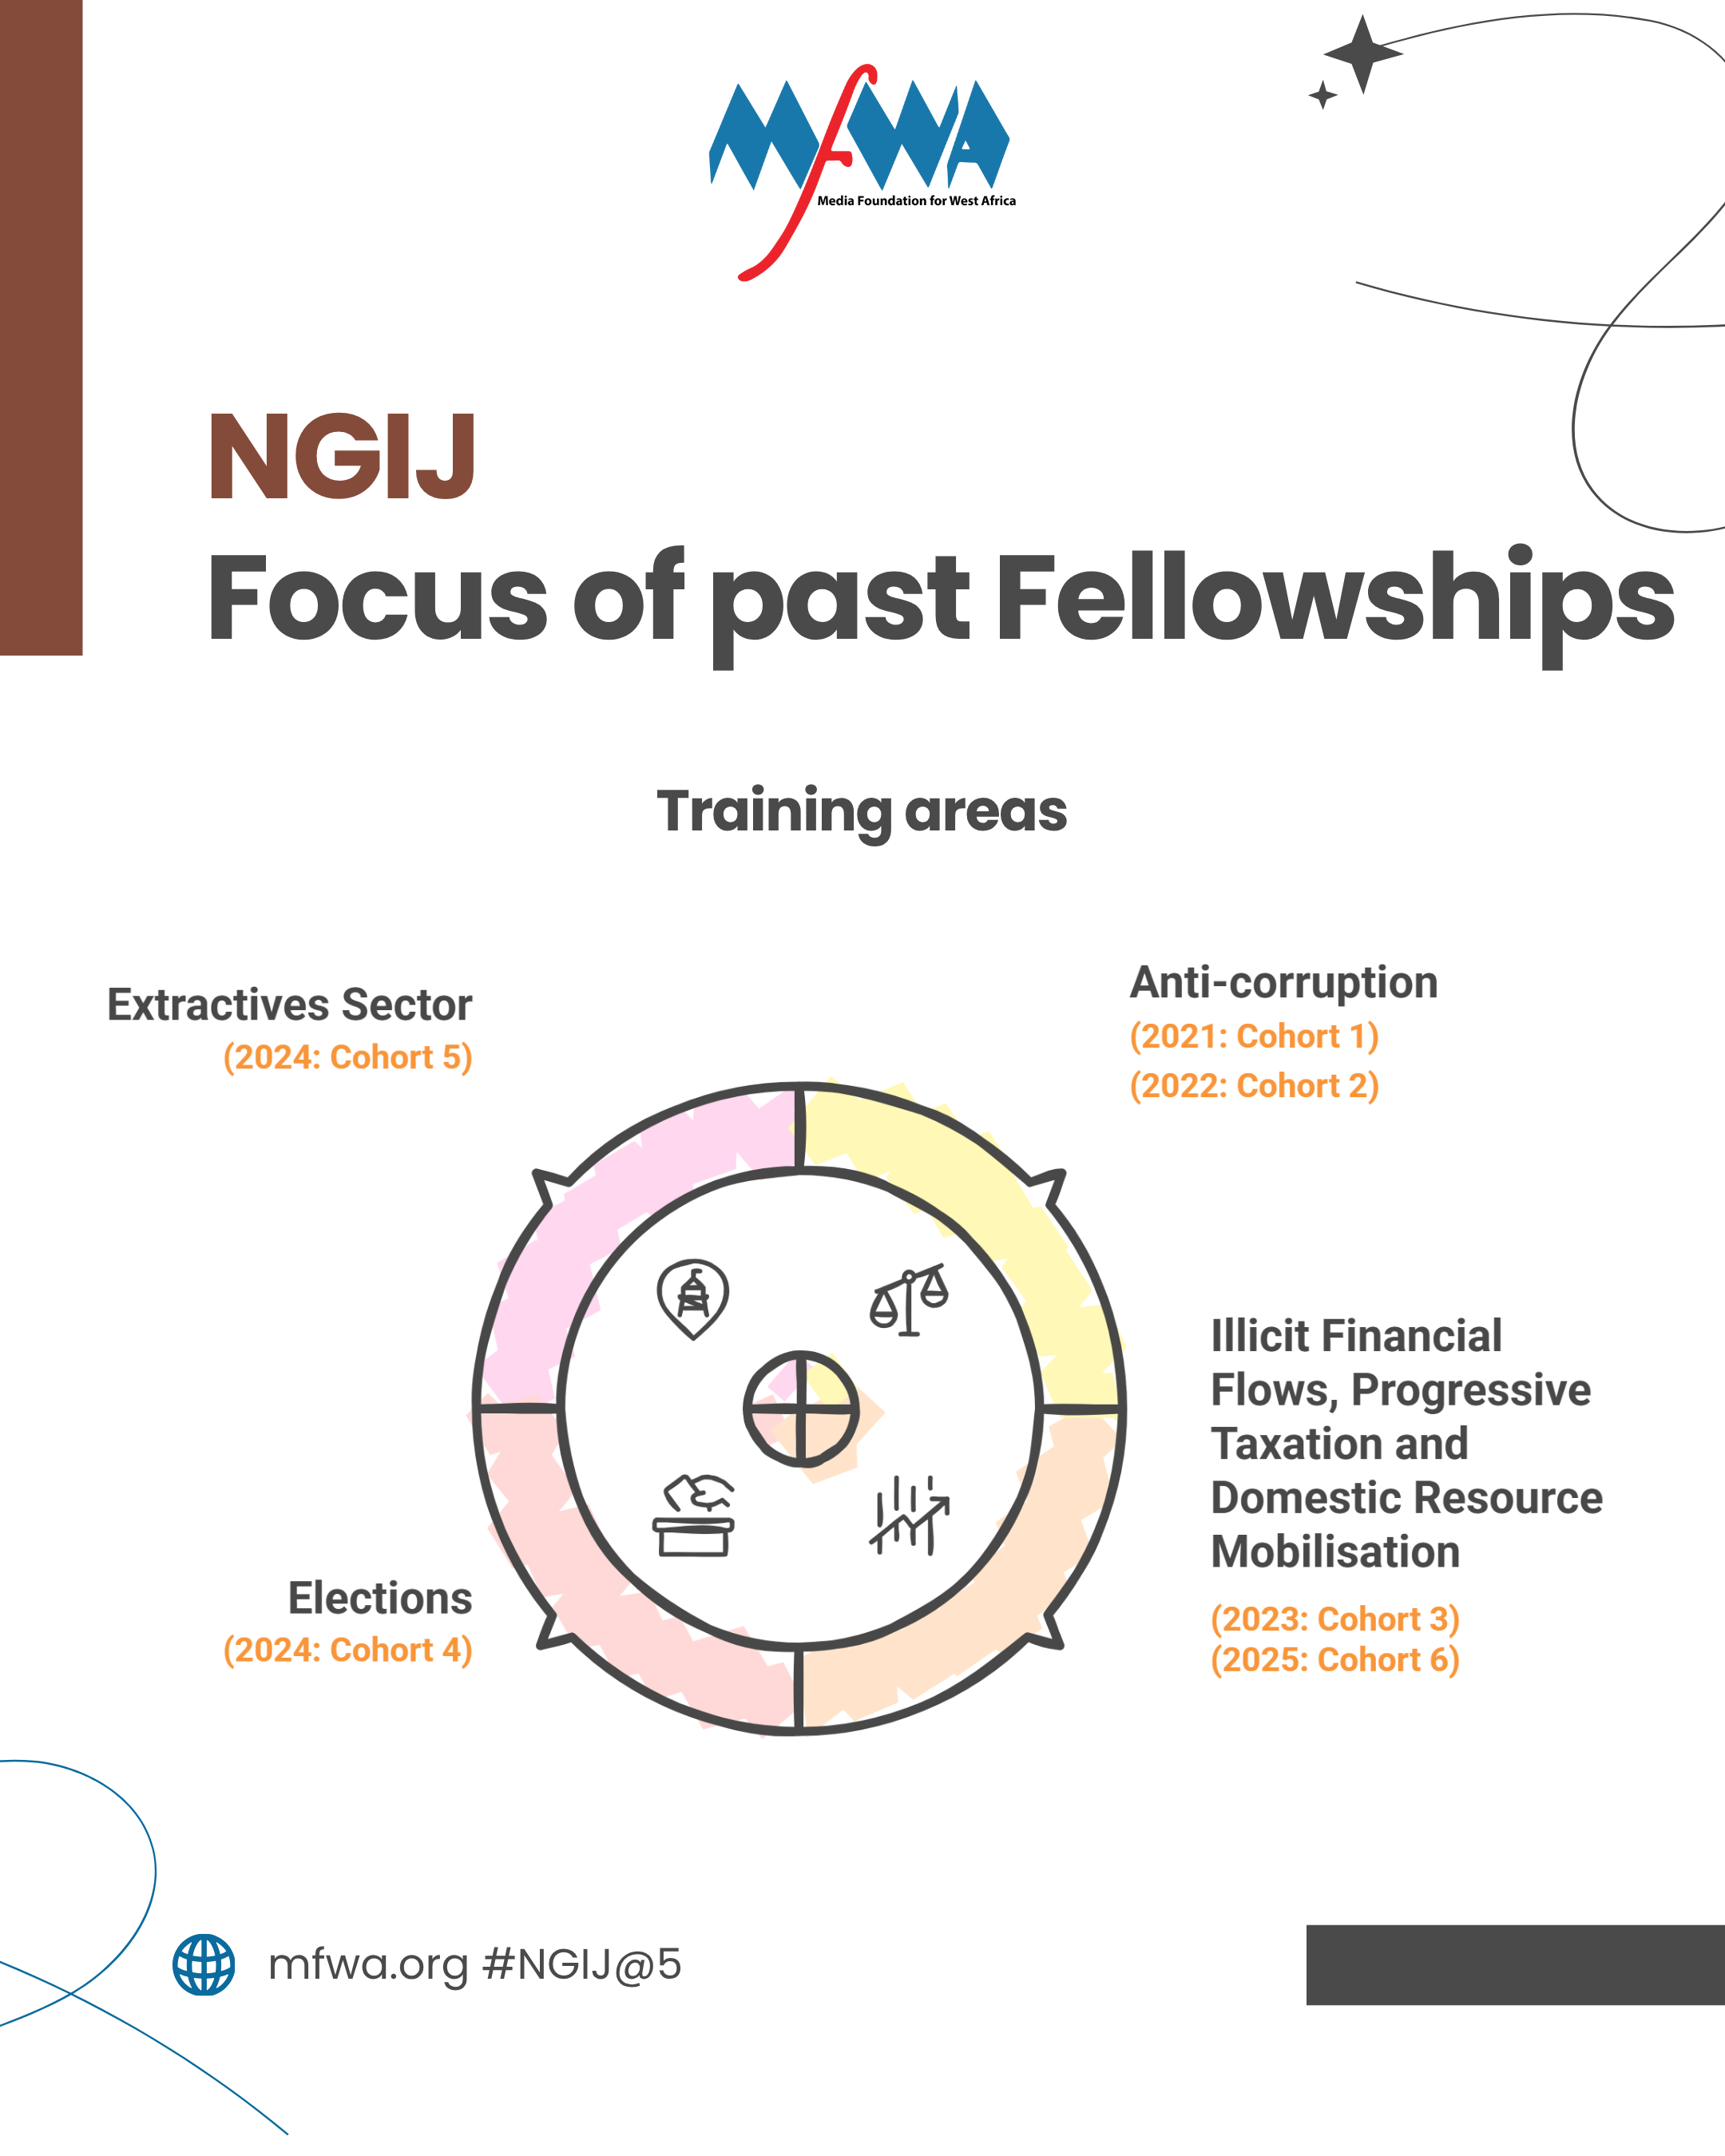 MfWA
Media Foundation for West Africa
NGIJ
Focus of past Fellowships
Training areas
Extractives Sector
(2024: Cohort 5)
Anti-corruption
(2021: Cohort 1)
(2022: Cohort 2)
Illicit Financial
Flows, Progressive
Taxation and
Domestic Resource
Mobilisation
(2023: Cohort 3)
(2025: Cohort 6)
Elections
(2024: Cohort 4)
mfwa.org #NGIJ@5